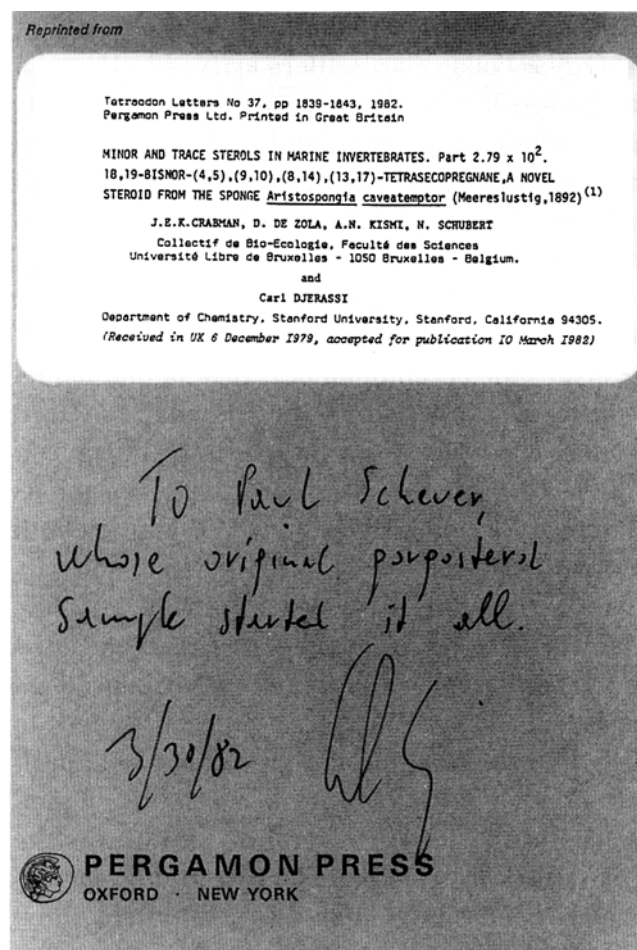 Reprinted from
Tetraodon Letters No 37, pp 1839-1843, 1982.
Pergamon Press Ltd. Printed in Great Britain
MINOR AND TRACE STEROLS IN MARINE INVERTEBRATES. Part 2.79 x 10².
18,19-BISNOR-(4,5),(9,10),(8,14),(13,17)-TETRASECOPREGNANE,A NOVEL
STEROID FROM THE SPONGE Aristospongia caveatemptor (Meereslustig,1892)⁽¹⁾
J.E.K.CRABMAN, D. DE ZOLA, A.N. KISMI, N. SCHUBERT
Collectif de Bio-Ecologie, Faculté des Sciences
Université Libre de Bruxelles - 1050 Bruxelles - Belgium.
and
Carl DJERASSI
Department of Chemistry, Stanford University, Stanford, California 94305.
(Received in UK 6 December I979, accepted for publication IO March I982)
To Paul Scheuer,
whose original gorgosterol
sample started it all.
3/30/82
PERGAMON PRESS
OXFORD · NEW YORK